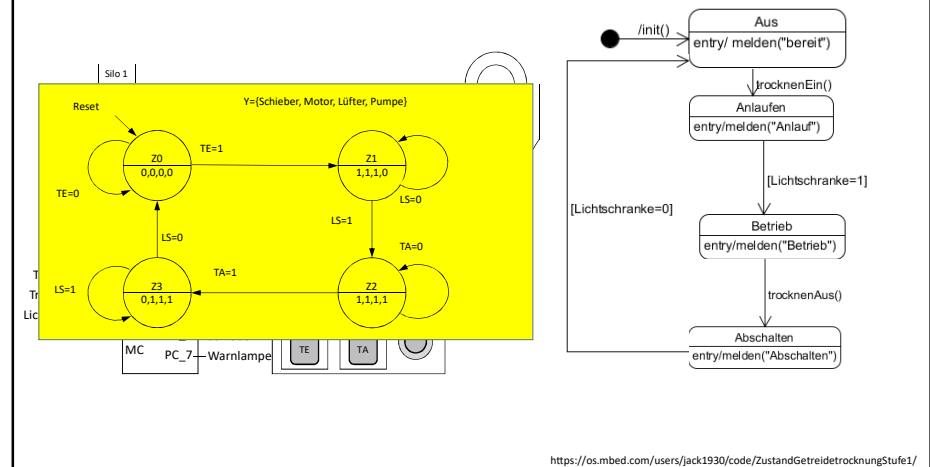 Silo 1
Y={Schieber, Motor, Lüfter, Pumpe}
Reset
Z0
0,0,0,0
TE=1
TE=0
Z1
1,1,1,0
LS=0
LS=1
LS=0
TA=0
TA=1
Z3
0,1,1,1
LS=1
Z2
1,1,1,1
T
Tr
Lic
MC
PC_7
Warnlampe
TE
TA
/init()
Aus
entry/ melden("bereit")
trocknenEin()
Anlaufen
entry/melden("Anlauf")
[Lichtschranke=1]
[Lichtschranke=0]
Betrieb
entry/melden("Betrieb")
trocknenAus()
Abschalten
entry/melden("Abschalten")
https://os.mbed.com/users/jack1930/code/ZustandGetreidetrocknungStufe1/